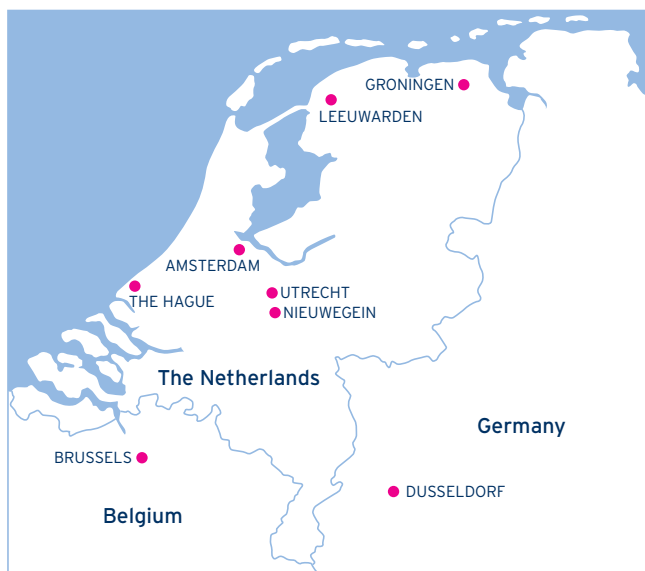 GRONINGEN
LEEUWARDEN
AMSTERDAM
UTRECHT
THE HAGUE
NIEUWEGEIN
The Netherlands
Germany
BRUSSELS
DUSSELDORF
Belgium